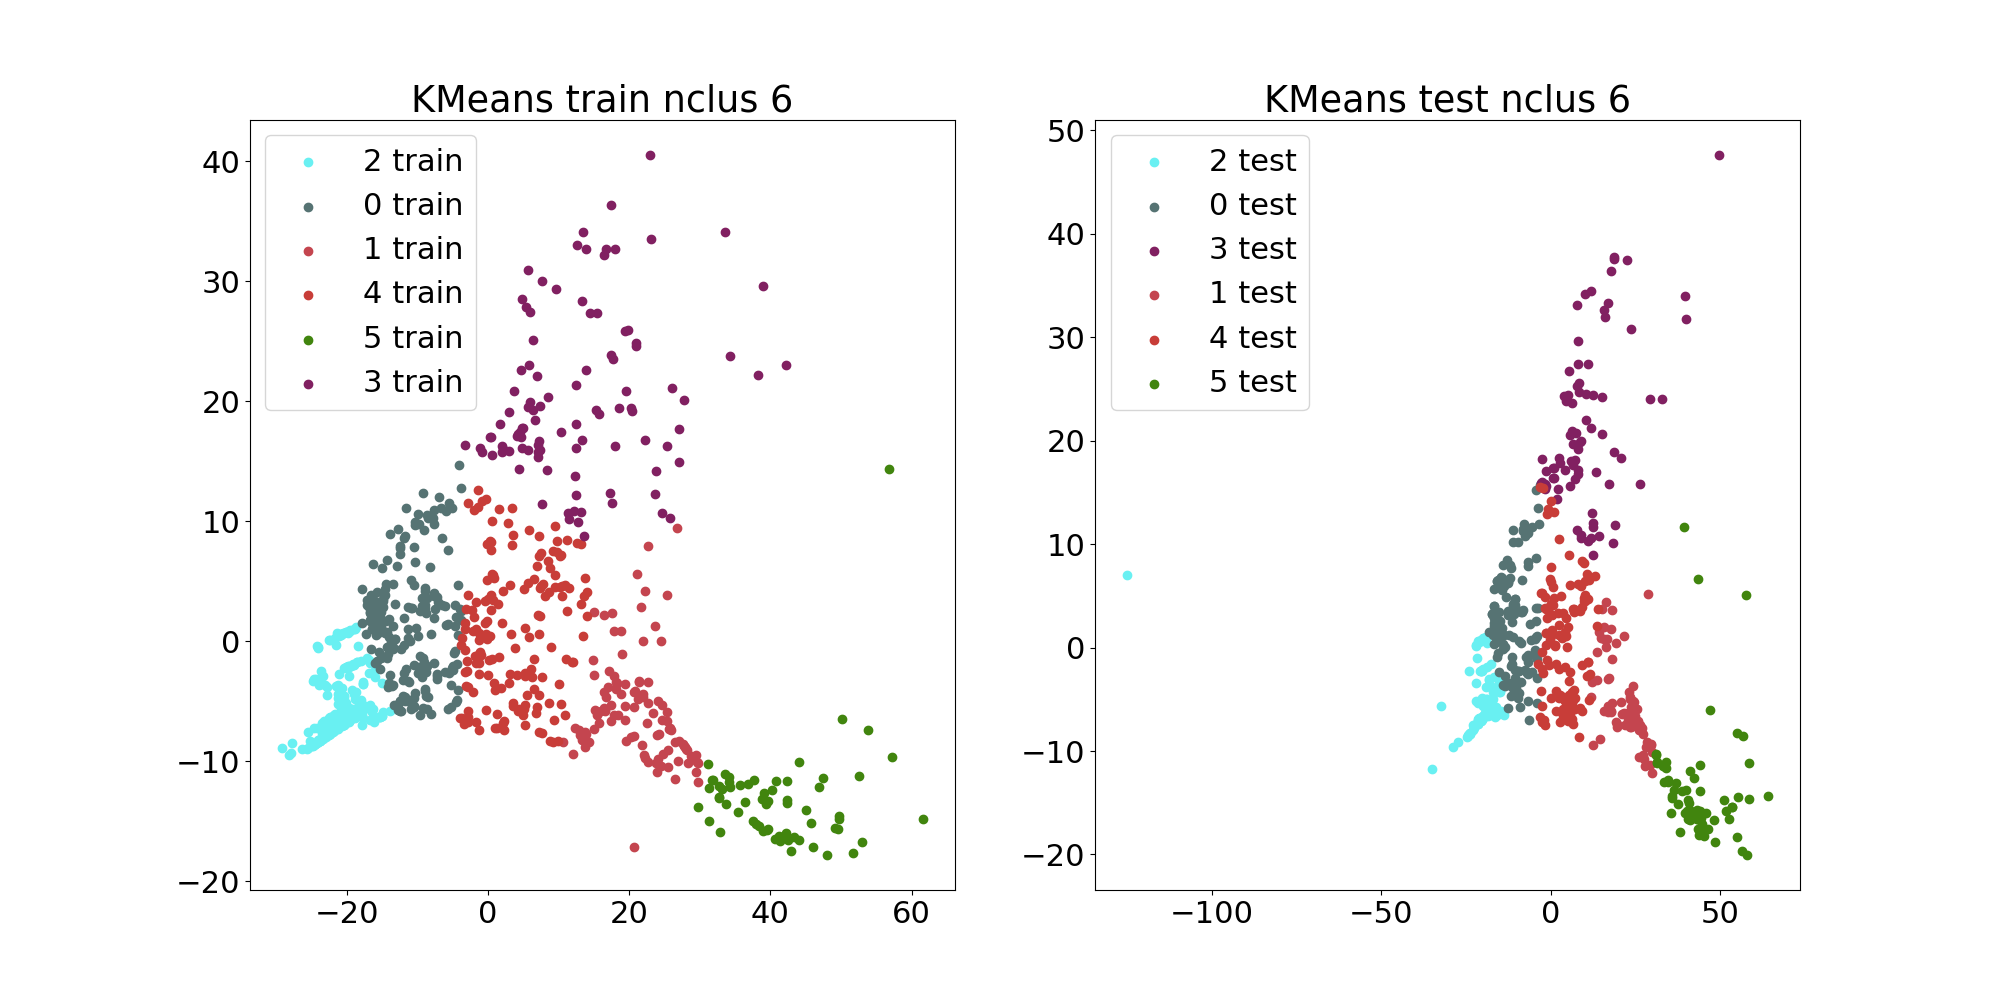 KMeans train nclus 6
2 train
0 train
1 train
4 train
5 train
3 train
40
30
20
10
0
−10
−20
−20 0 20 40 60
KMeans test nclus 6
2 test
0 test
3 test
1 test
4 test
5 test
50
40
30
20
10
0
−10
−20
−100 −50 0 50